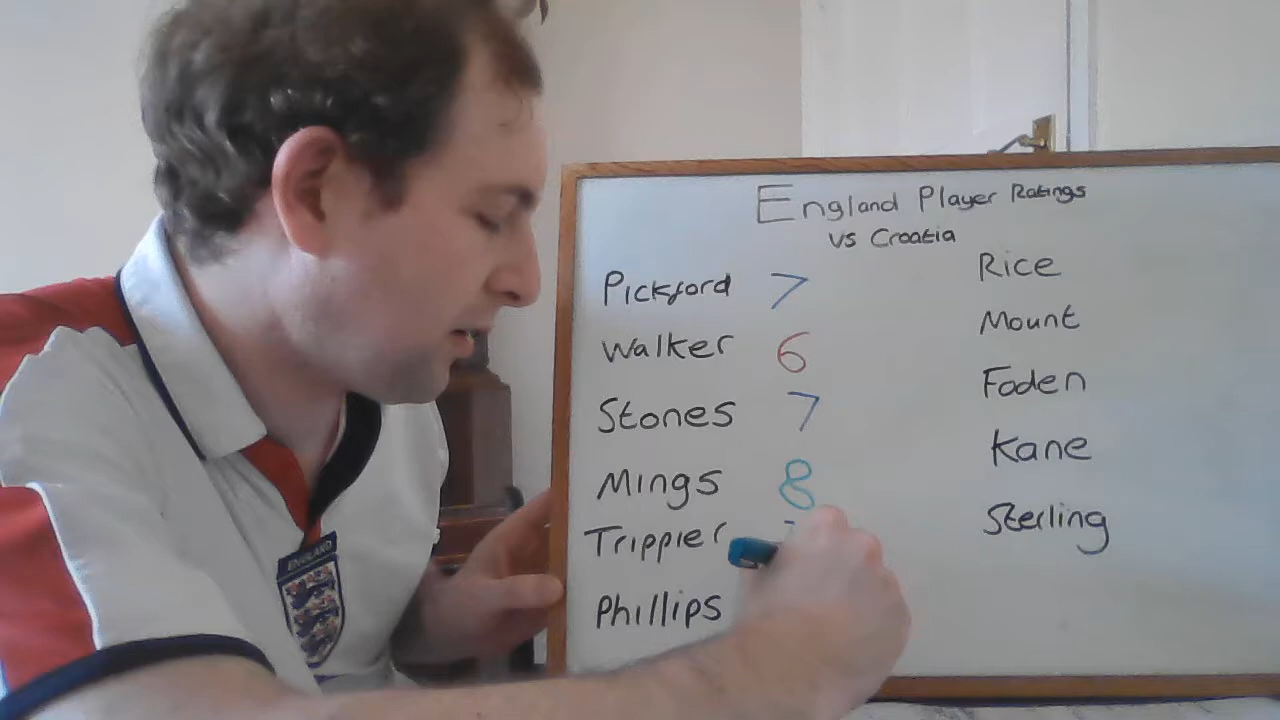 England Player Ratings
vs Croatia
Pickford 7
Walker 6
Stones 7
Mings 8
Trippier
Phillips
Rice
Mount
Foden
Kane
Sterling
ENGLAND